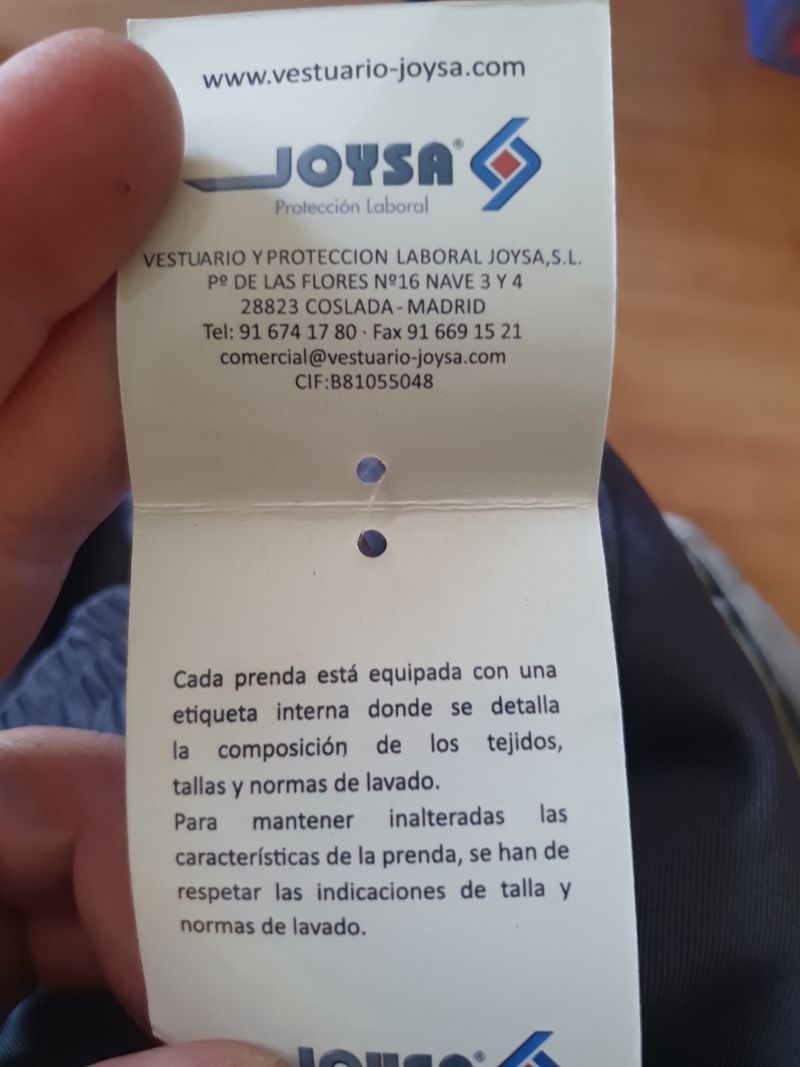 www.vestuario-joysa.com
JOYSA®
Protección Laboral
VESTUARIO Y PROTECCION LABORAL JOYSA,S.L.
Pº DE LAS FLORES Nº16 NAVE 3 Y 4
28823 COSLADA - MADRID
Tel: 91 674 17 80 · Fax 91 669 15 21
comercial@vestuario-joysa.com
CIF:B81055048
Cada prenda está equipada con una
etiqueta interna donde se detalla
la composición de los tejidos,
tallas y normas de lavado.
Para mantener inalteradas las
características de la prenda, se han de
respetar las indicaciones de talla y
normas de lavado.
JOYSA®